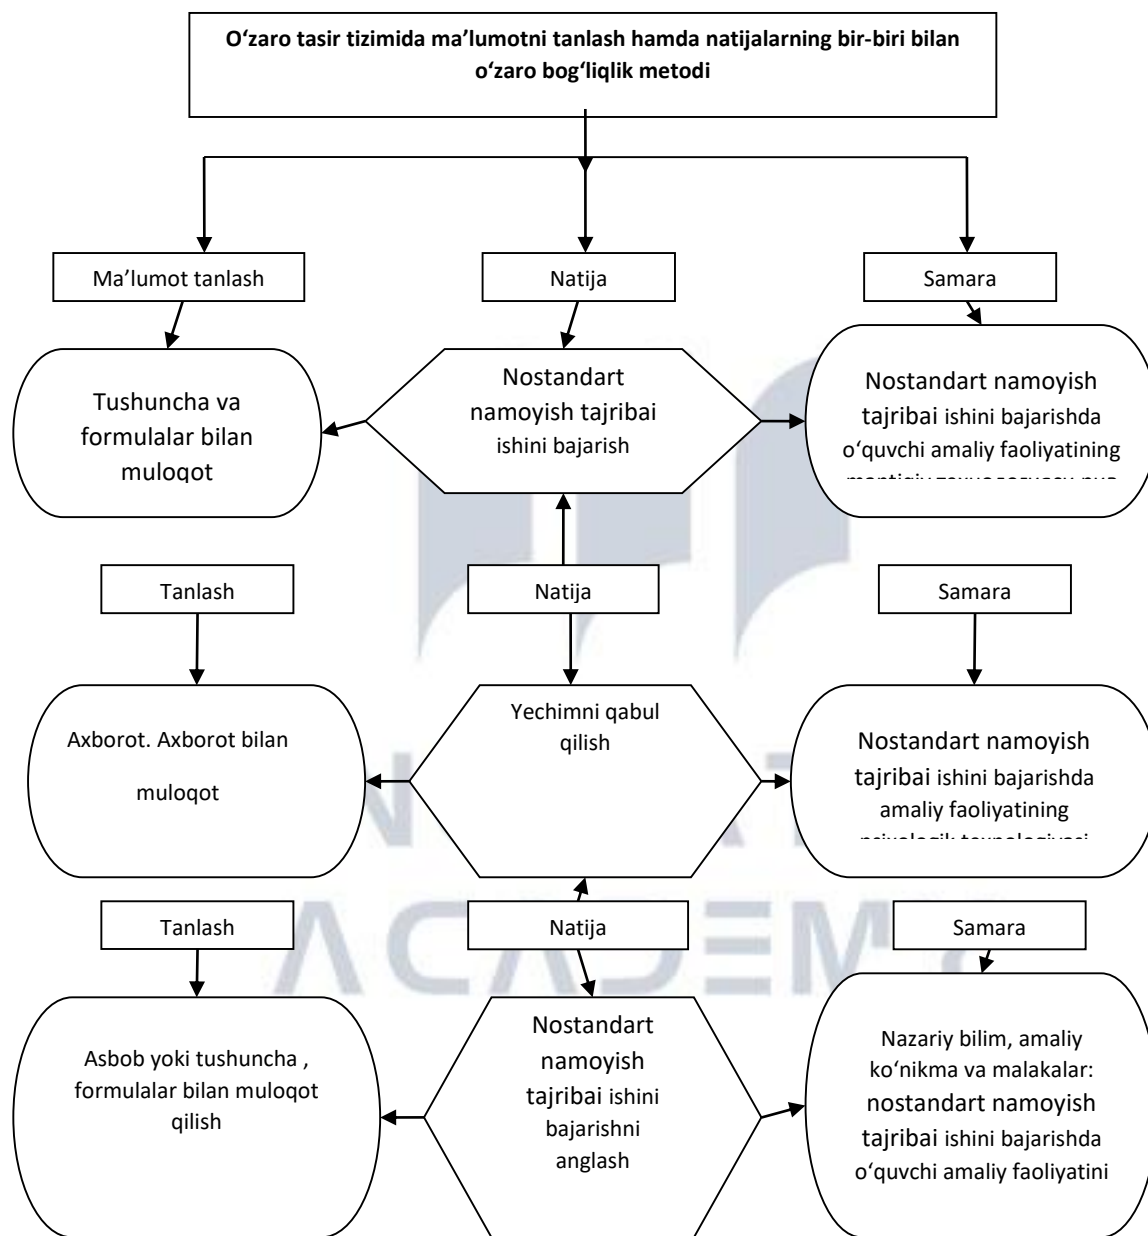 O‘zaro tasir tizimida ma’lumotni tanlash hamda natijalarning bir-biri bilan
o‘zaro bog‘liqlik metodi
Ma’lumot tanlash
Natija
Samara
Tushuncha va
formulalar bilan
muloqot
Nostandart
namoyish tajribai
ishini bajarish
Nostandart namoyish
tajribai ishini bajarishda
o‘quvchi amaliy faoliyatining
Tanlash
Natija
Samara
Axborot. Axborot bilan
muloqot
Yechimni qabul
qilish
Nostandart namoyish
tajribai ishini bajarishda
amaliy faoliyatining
Tanlash
Natija
Samara
Asbob yoki tushuncha ,
formulalar bilan muloqot
qilish
Nostandart
namoyish
tajribai ishini
bajarishni
anglash
Nazariy bilim, amaliy
ko‘nikma va malakalar:
nostandart namoyish
tajribai ishini bajarishda
o‘quvchi amaliy faoliyatini
ACADEMY